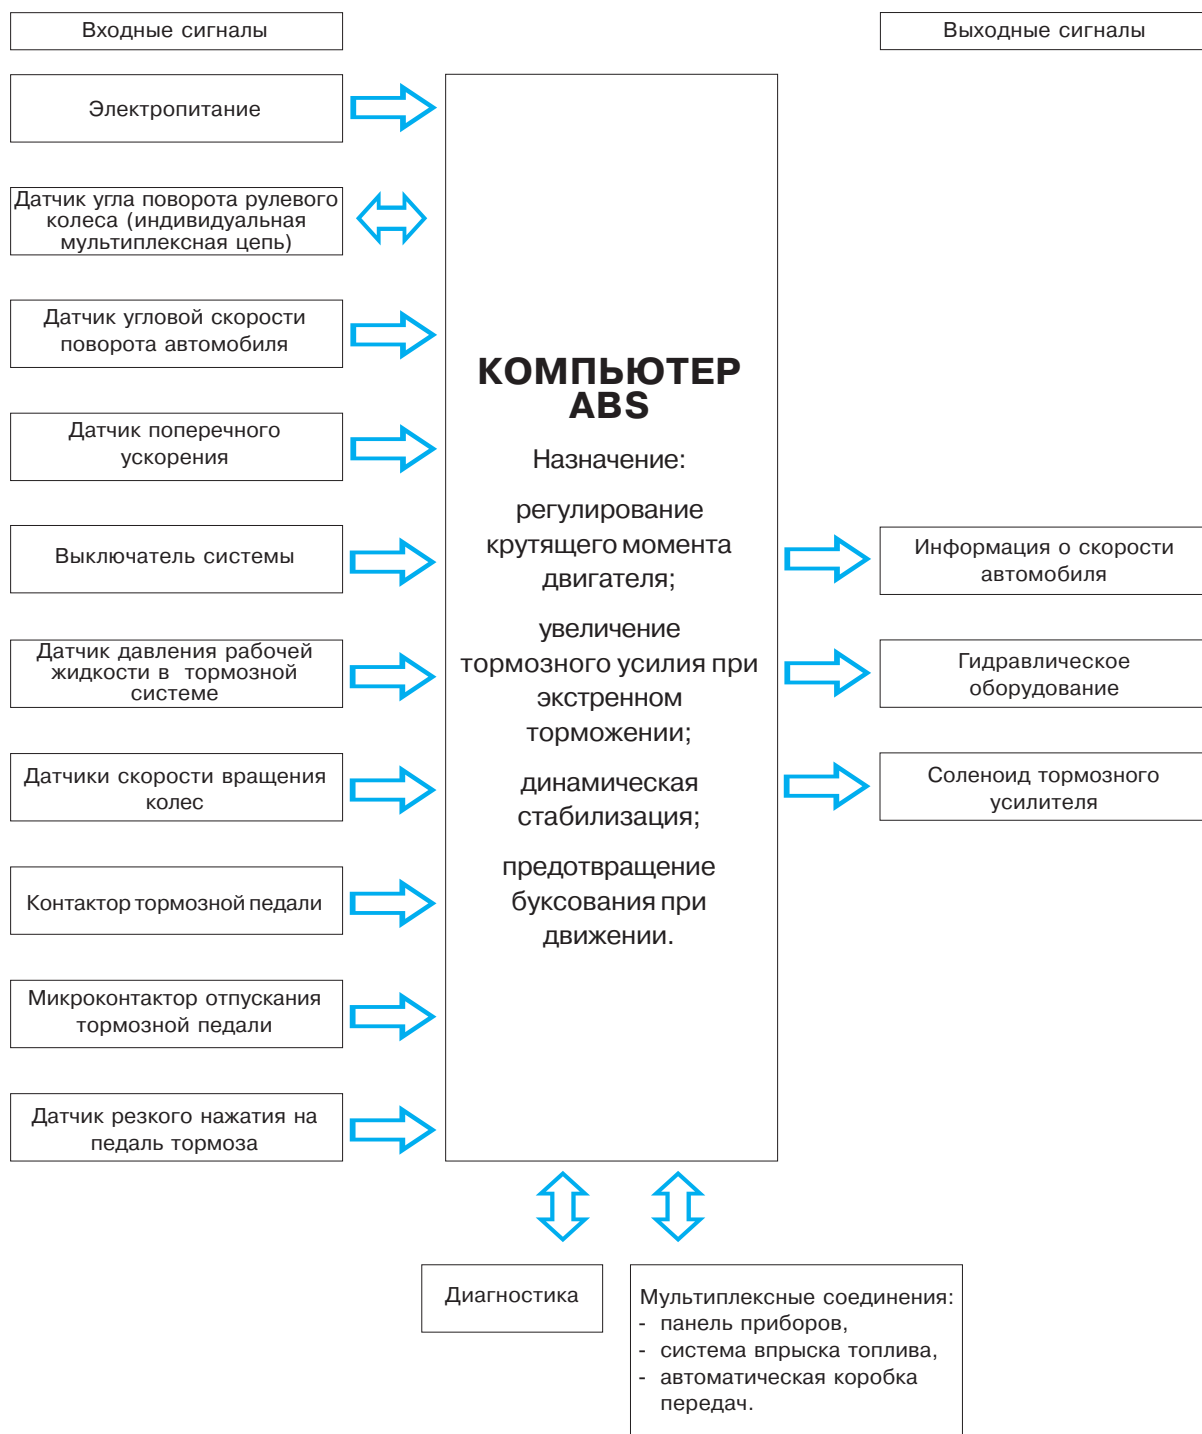 Входные сигналы
Выходные сигналы
Электропитание
Датчик угла поворота рулевого
колеса (индивидуальная
мультиплексная цепь)
Датчик угловой скорости
поворота автомобиля
Датчик поперечного
ускорения
Выключатель системы
Датчик давления рабочей
жидкости в тормозной
системе
Датчики скорости вращения
колес
Контактор тормозной педали
Микроконтактор отпускания
тормозной педали
Датчик резкого нажатия на
педаль тормоза
КОМПЬЮТЕР
ABS
Назначение:
регулирование
крутящего момента
двигателя;
увеличение
тормозного усилия при
экстренном
торможении;
динамическая
стабилизация;
предотвращение
буксования при
движении.
Информация о скорости
автомобиля
Гидравлическое
оборудование
Соленоид тормозного
усилителя
Диагностика
Мультиплексные соединения:
- панель приборов,
- система впрыска топлива,
- автоматическая коробка
передач.